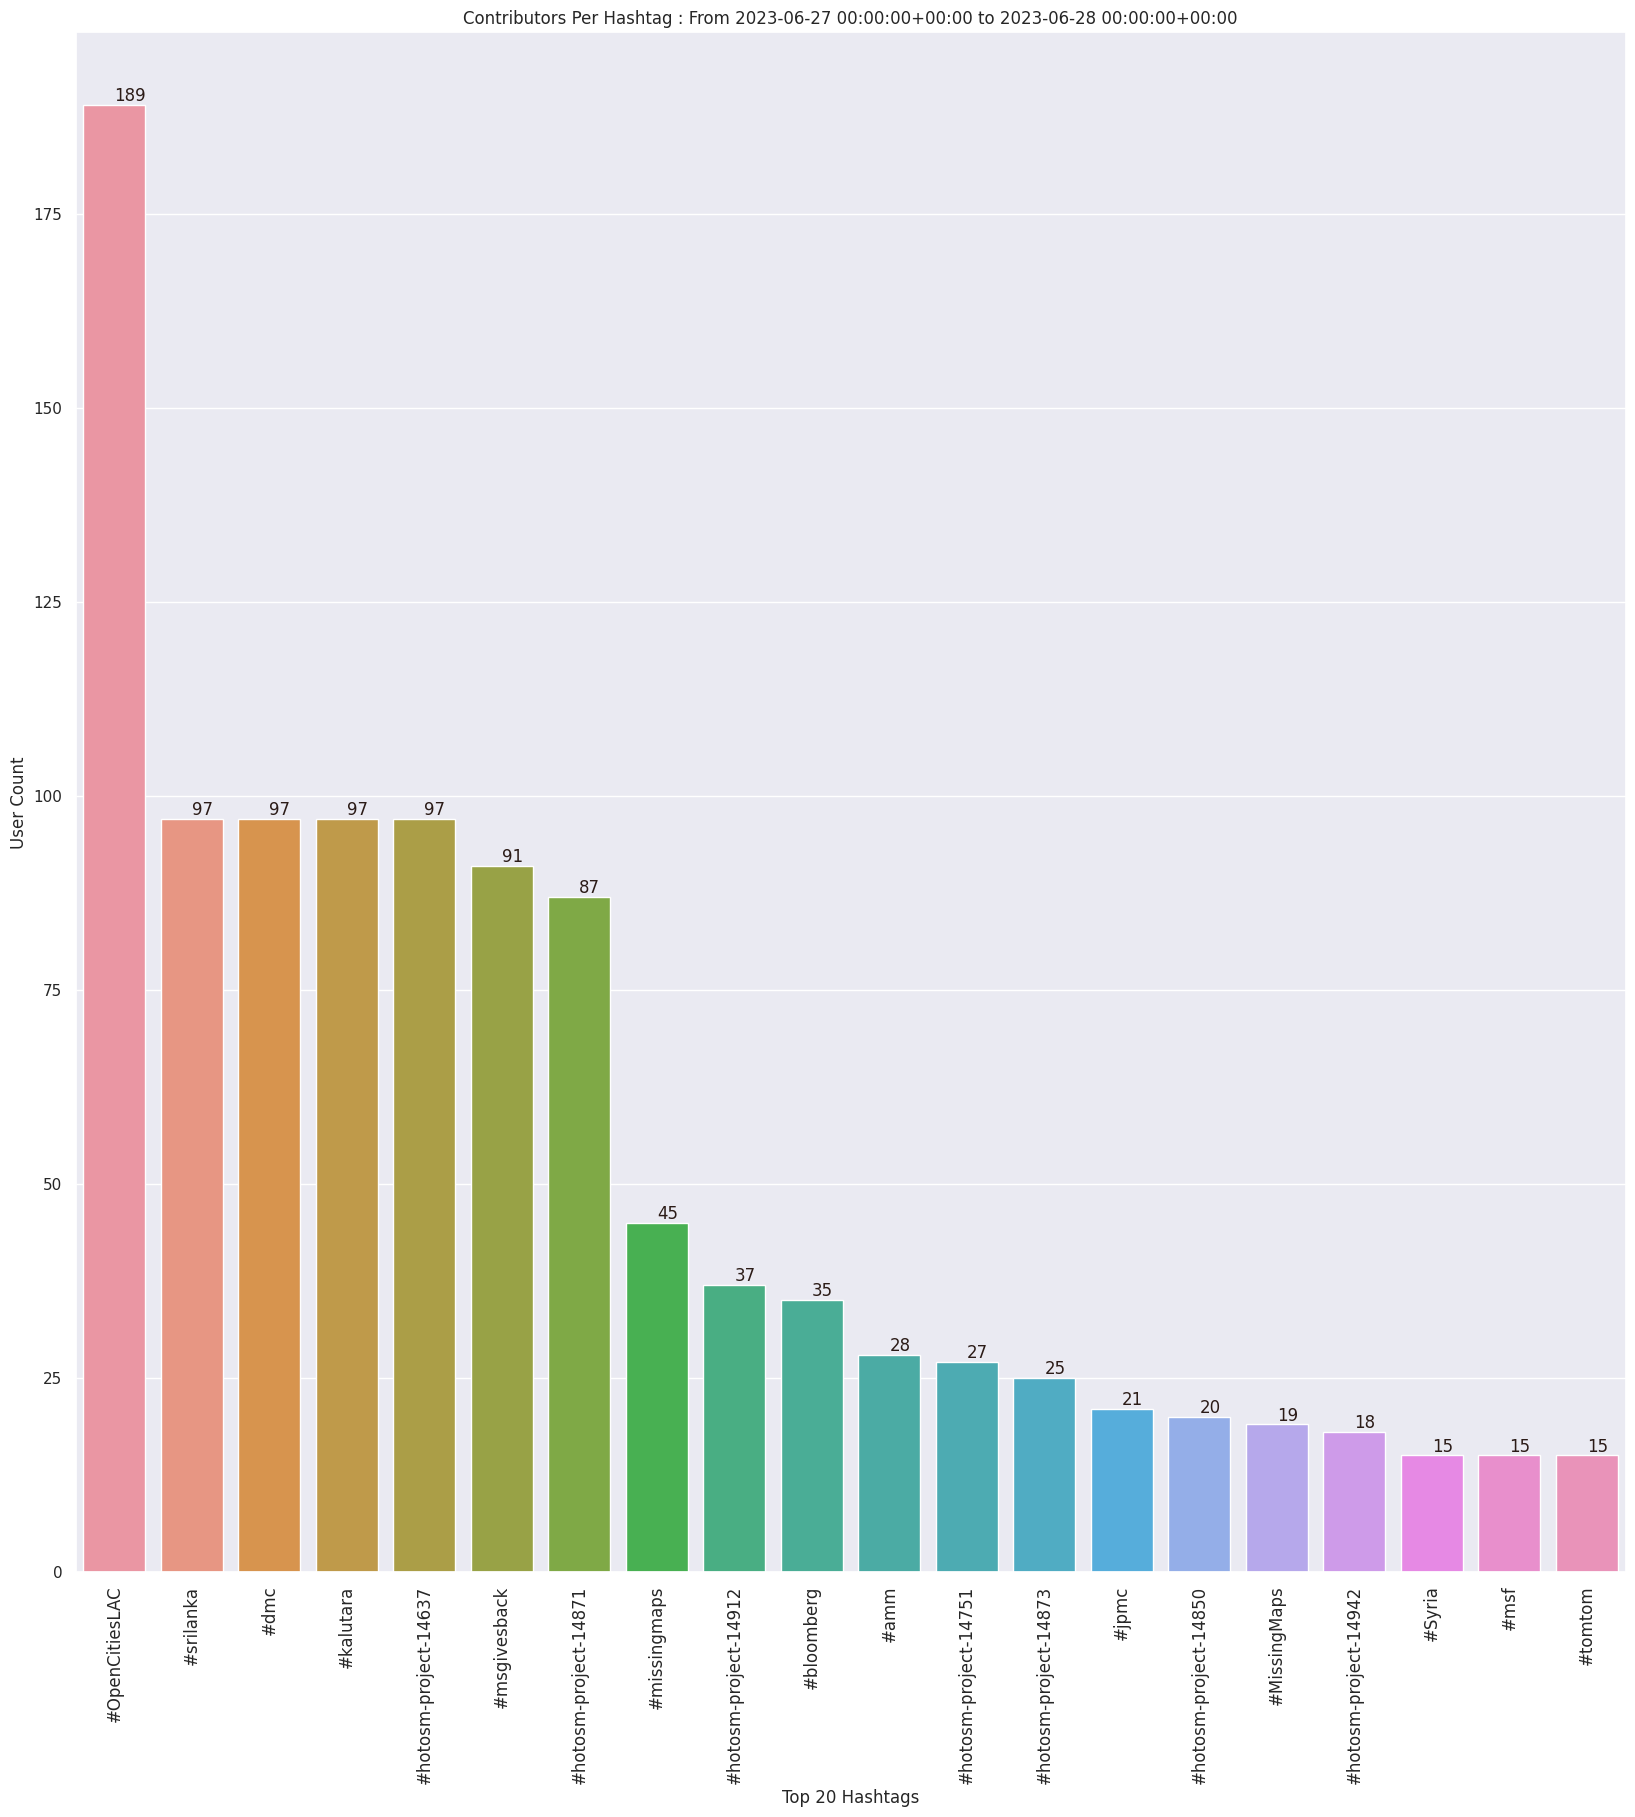 Contributors Per Hashtag : From 2023-06-27 00:00:00+00:00 to 2023-06-28 00:00:00+00:00
User Count
175
150
125
100
75
50
25
0
189
97
97
97
97
91
87
45
37
35
28
27
25
21
20
19
18
15
15
15
#OpenCitiesLAC
#srilanka
#dmc
#kalutara
#hotosm-project-14637
#msgivesback
#hotosm-project-14871
#missingmaps
#hotosm-project-14912
#bloomberg
#amm
#hotosm-project-14751
#hotosm-project-14873
#jpmc
#hotosm-project-14850
#MissingMaps
#hotosm-project-14942
#Syria
#msf
#tomtom
Top 20 Hashtags